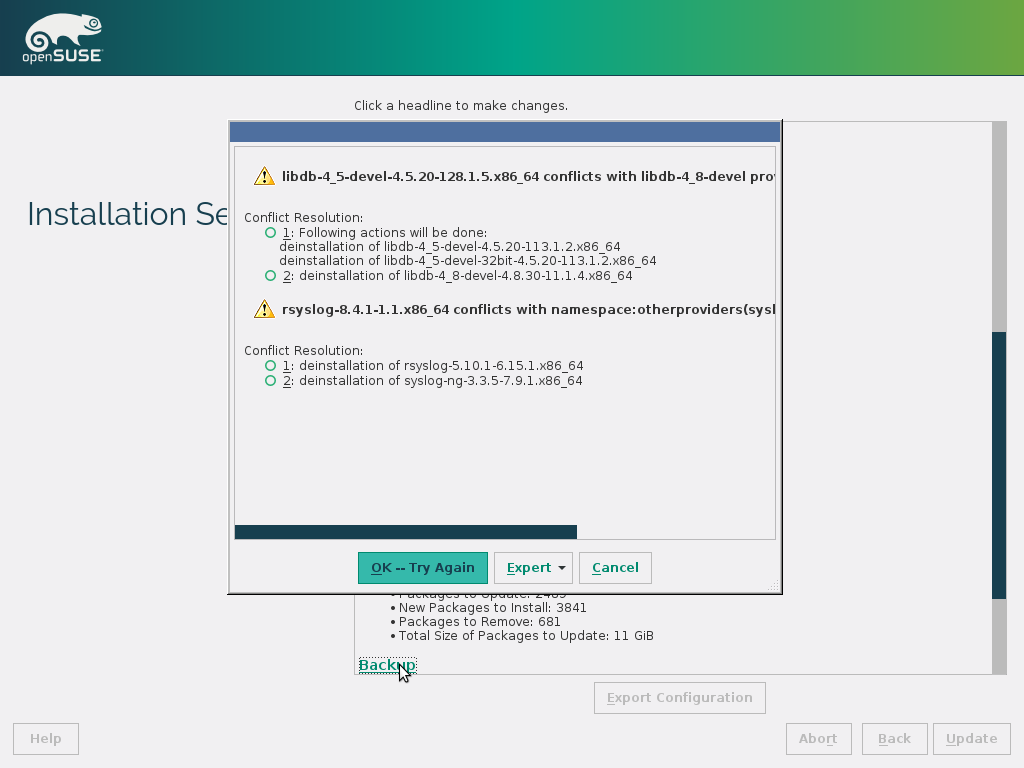 openSUSE
Click a headline to make changes.
Installation Se
libdb-4_5-devel-4.5.20-128.1.5.x86_64 conflicts with libdb-4_8-devel prov
Conflict Resolution:
1: Following actions will be done:
deinstallation of libdb-4_5-devel-4.5.20-113.1.2.x86_64
deinstallation of libdb-4_5-devel-32bit-4.5.20-113.1.2.x86_64
2: deinstallation of libdb-4_8-devel-4.8.30-11.1.4.x86_64
rsyslog-8.4.1-1.1.x86_64 conflicts with namespace:otherproviders(sysl
Conflict Resolution:
1: deinstallation of rsyslog-5.10.1-6.15.1.x86_64
2: deinstallation of syslog-ng-3.3.5-7.9.1.x86_64
OK -- Try Again
Expert
Cancel
• Packages to Update: 2485
• New Packages to Install: 3841
• Packages to Remove: 681
• Total Size of Packages to Update: 11 GiB
Backup
Export Configuration
Help
Abort
Back
Update